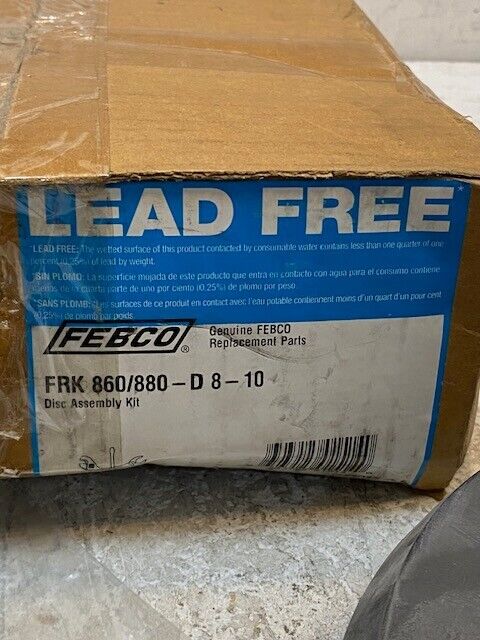 LEAD FREE*
*LEAD FREE: The wetted surface of this product contacted by consumable water contains less than one quarter of one
percent (0.25%) of lead by weight.
*SIN PLOMO: La superficie mojada de este producto que entra en contacto con agua para el consumo contiene
menos de la cuarta parte de uno por ciento (0.25%) de plomo por peso.
*SANS PLOMB: Les surfaces de ce produit en contact avec l'eau potable contiennent moins d'un quart d'un pour cent
(0.25%) de plomb par poids.
FEBCO®
Genuine FEBCO
Replacement Parts
FRK 860/880-D 8-10
Disc Assembly Kit